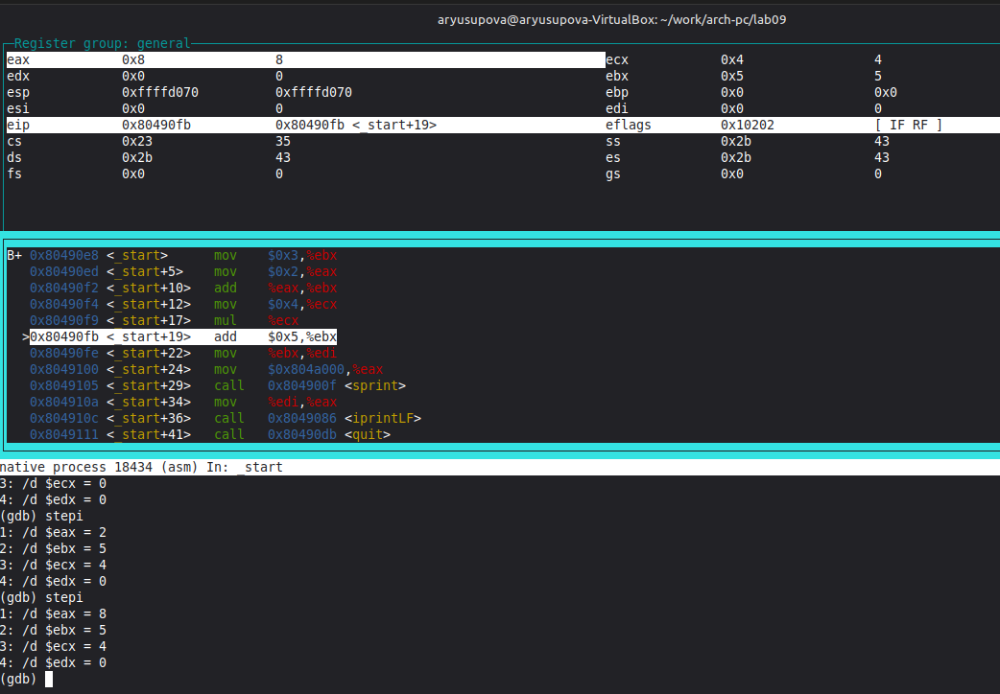 aryusupova@aryusupova-VirtualBox: ~/work/arch-pc/lab09
Register group: general
eax 0x8 8 ecx 0x4 4
edx 0x0 0 ebx 0x5 5
esp 0xffffd070 0xffffd070 ebp 0x0 0x0
esi 0x0 0 edi 0x0 0
eip 0x80490fb 0x80490fb <_start+19> eflags 0x10202 [ IF RF ]
cs 0x23 35 ss 0x2b 43
ds 0x2b 43 es 0x2b 43
fs 0x0 0 gs 0x0 0
B+ 0x80490e8 <_start> mov $0x3,%ebx
0x80490ed <_start+5> mov $0x2,%eax
0x80490f2 <_start+10> add %eax,%ebx
0x80490f4 <_start+12> mov $0x4,%ecx
0x80490f9 <_start+17> mul %ecx
>0x80490fb <_start+19> add $0x5,%ebx
0x80490fe <_start+22> mov %ebx,%edi
0x8049100 <_start+24> mov $0x804a000,%eax
0x8049105 <_start+29> call 0x804900f <sprint>
0x804910a <_start+34> mov %edi,%eax
0x804910c <_start+36> call 0x8049086 <iprintLF>
0x8049111 <_start+41> call 0x80490db <quit>
native process 18434 (asm) In: _start
3: /d $ecx = 0
4: /d $edx = 0
(gdb) stepi
1: /d $eax = 2
2: /d $ebx = 5
3: /d $ecx = 4
4: /d $edx = 0
(gdb) stepi
1: /d $eax = 8
2: /d $ebx = 5
3: /d $ecx = 4
4: /d $edx = 0
(gdb)